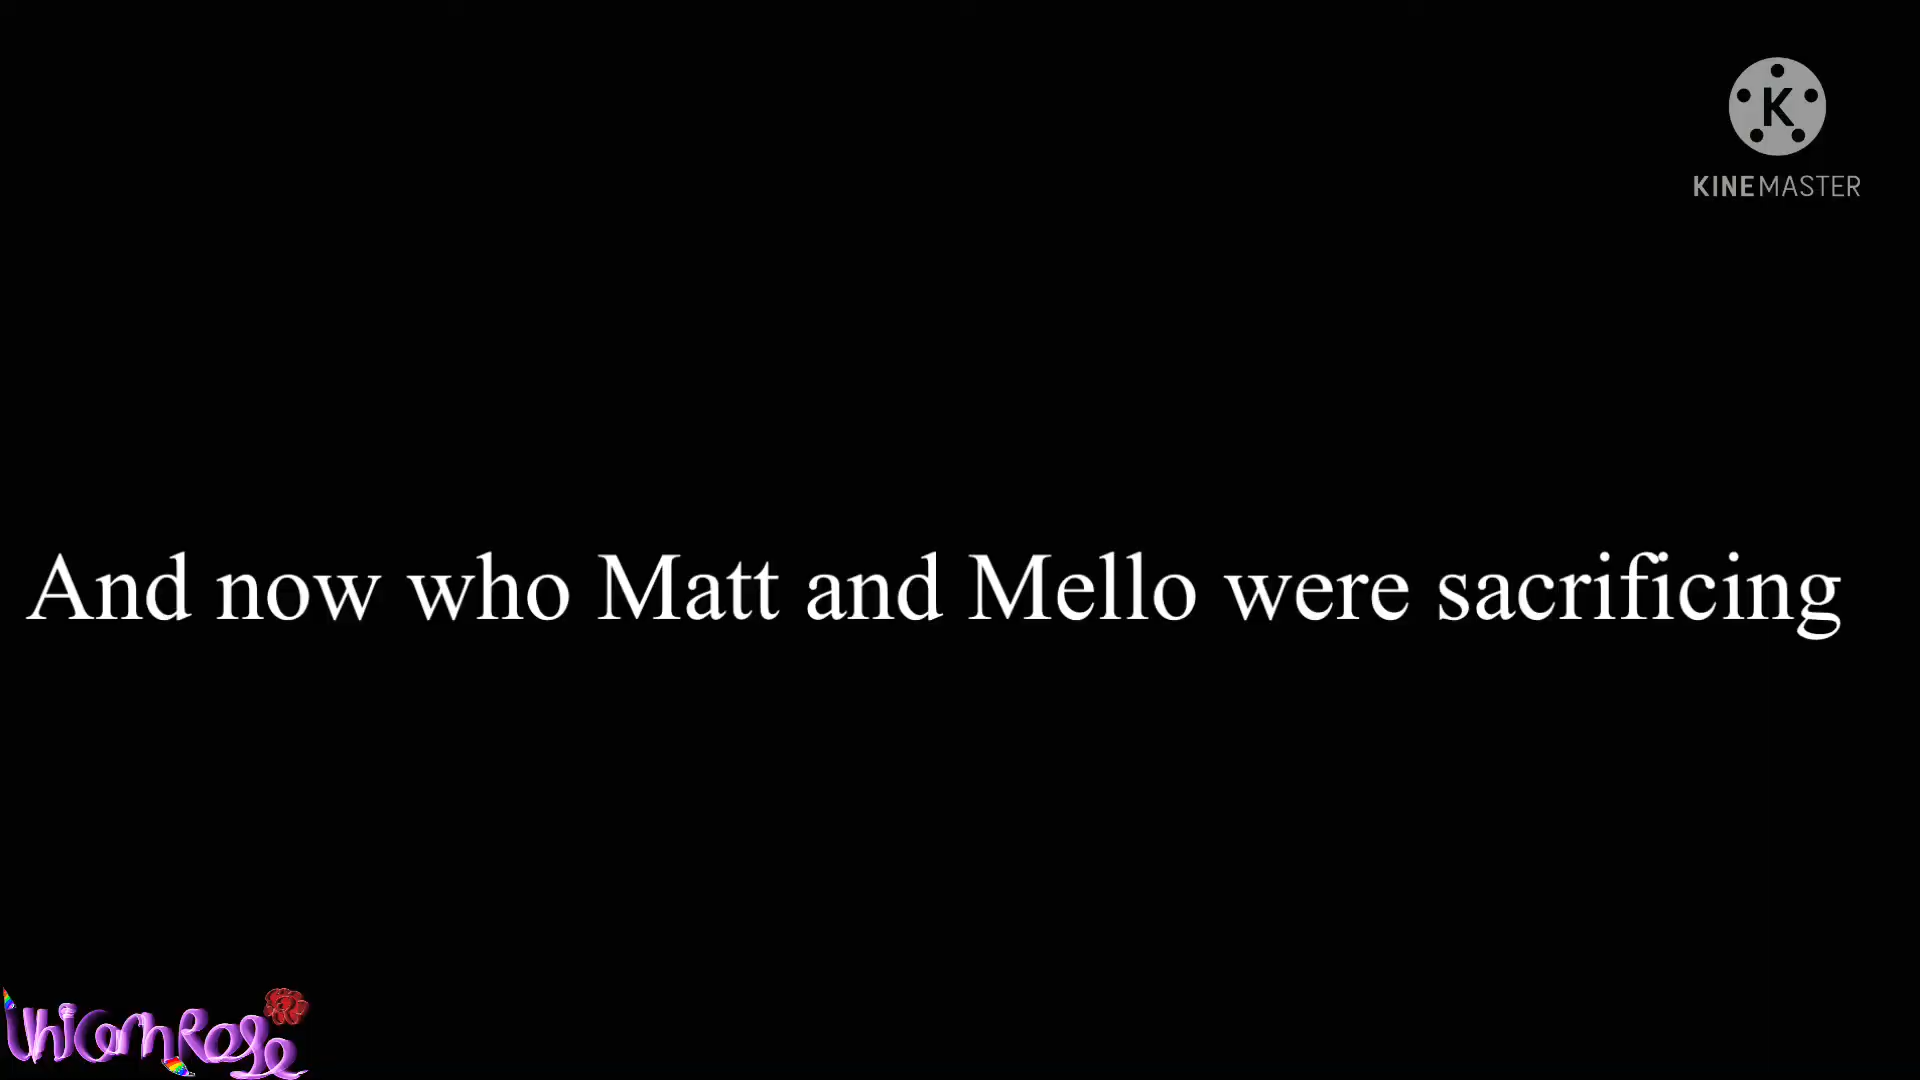 K
KINEMASTER
And now who Matt and Mello were sacrificing
UnicornRose